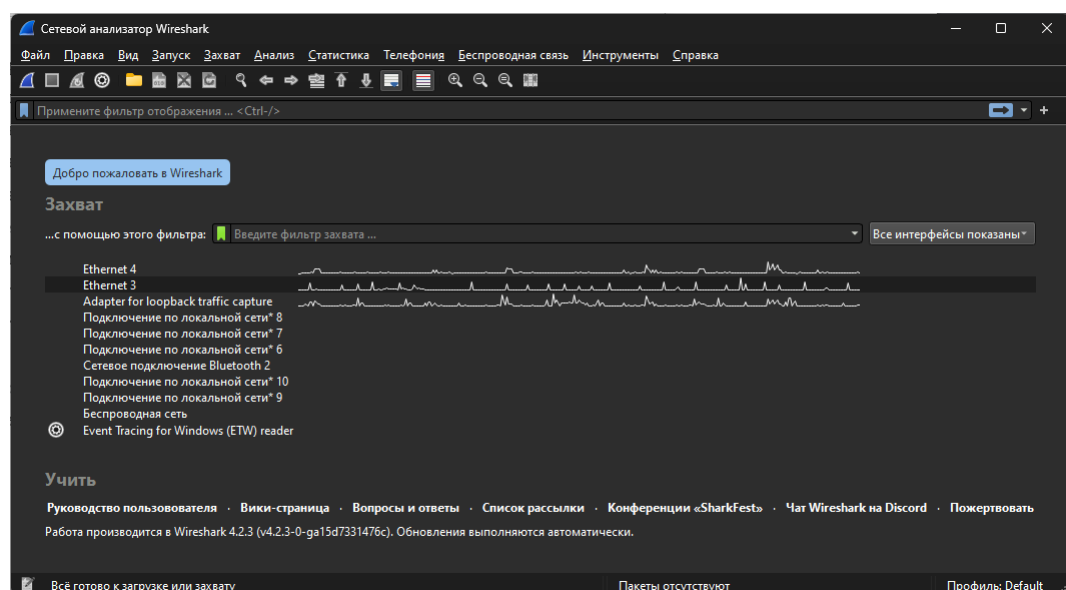 Сетевой анализатор Wireshark
Файл Правка Вид Запуск Захват Анализ Статистика Телефония Беспроводная связь Инструменты Справка
Примените фильтр отображения ... <Ctrl-/>
Добро пожаловать в Wireshark
Захват
...с помощью этого фильтра: Введите фильтр захвата ... Все интерфейсы показаны
Ethernet 4
Ethernet 3
Adapter for loopback traffic capture
Подключение по локальной сети* 8
Подключение по локальной сети* 7
Подключение по локальной сети* 6
Сетевое подключение Bluetooth 2
Подключение по локальной сети* 10
Подключение по локальной сети* 9
Беспроводная сеть
Event Tracing for Windows (ETW) reader
Учить
Руководство пользовователя · Вики-страница · Вопросы и ответы · Список рассылки · Конференции «SharkFest» · Чат Wireshark на Discord · Пожертвовать
Работа производится в Wireshark 4.2.3 (v4.2.3-0-ga15d7331476c). Обновления выполняются автоматически.
Всё готово к загрузке или захвату Пакеты отсутствуют Профиль: Default